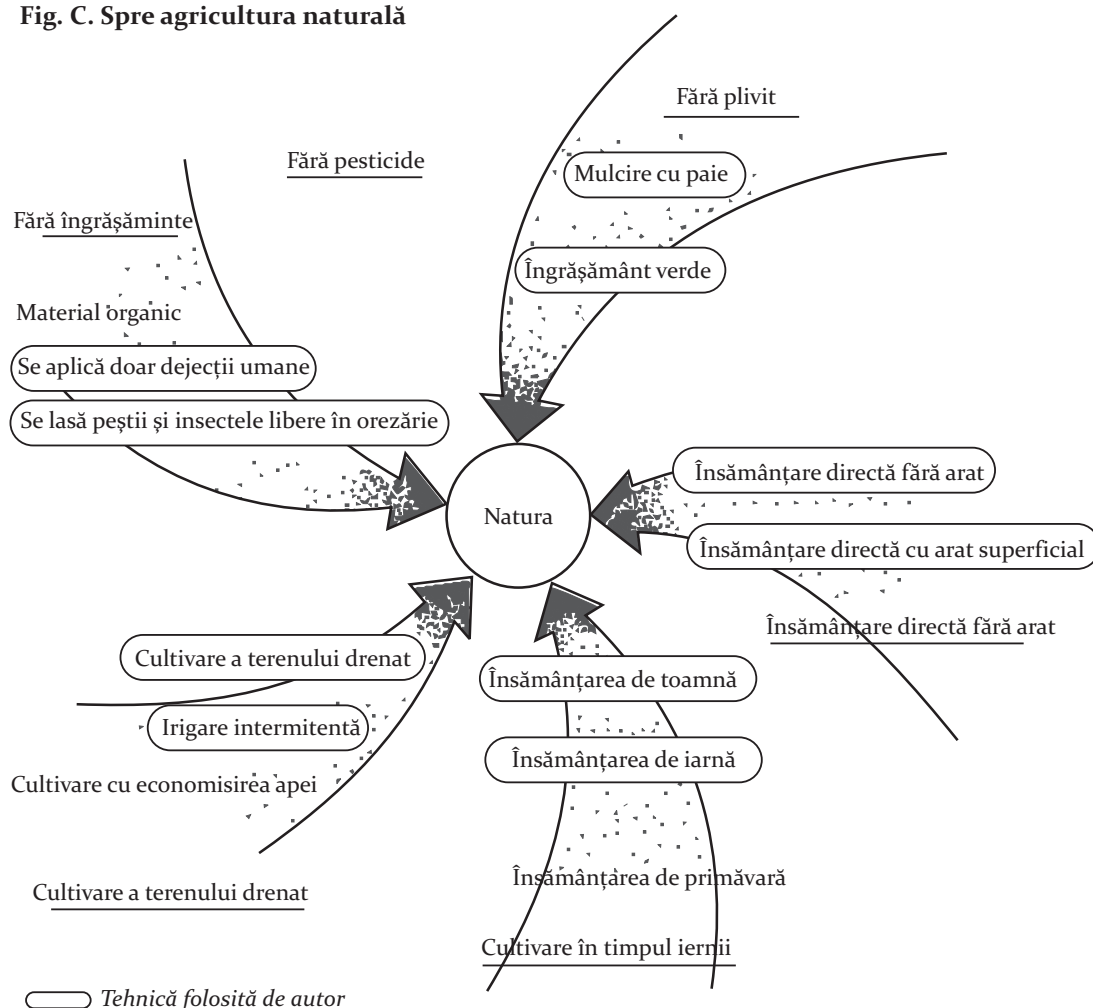 Fig. C. Spre agricultura naturală
Fără plivit
Fără pesticide
Mulcire cu paie
Fără îngrășăminte
Îngrășământ verde
Material organic
Se aplică doar dejecții umane
Se lasă peștii și insectele libere în orezărie
Însămânțare directă fără arat
Natura
Însămânțare directă cu arat superficial
Însămânțare directă fără arat
Cultivare a terenului drenat
Însămânțarea de toamnă
Irigare intermitentă
Însămânțarea de iarnă
Cultivare cu economisirea apei
Însămânțarea de primăvară
Cultivare a terenului drenat
Cultivare în timpul iernii
Tehnică folosită de autor